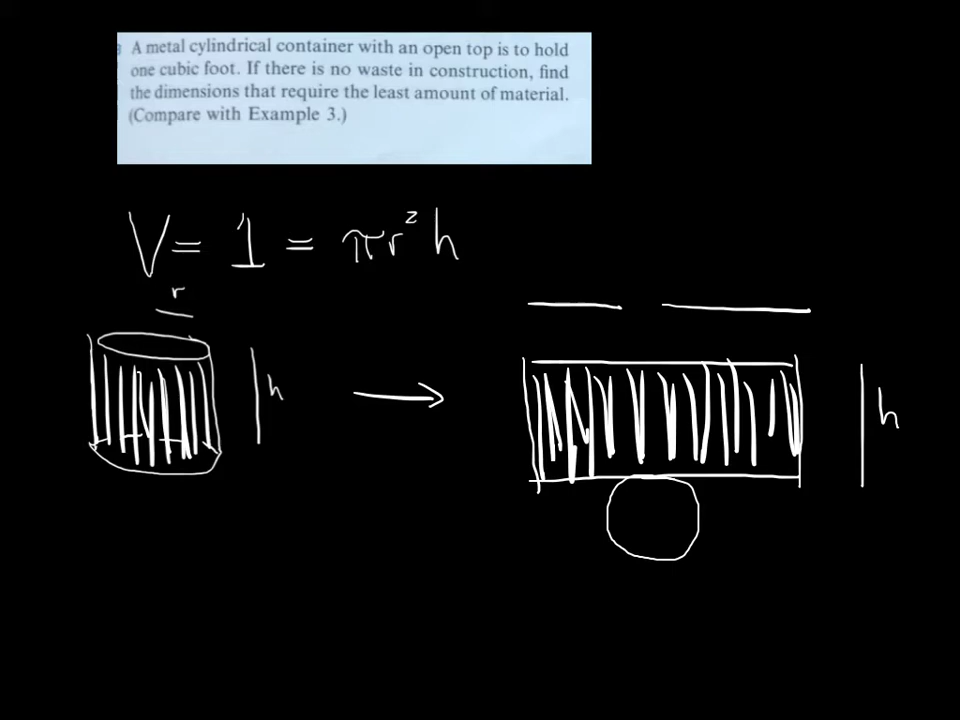 A metal cylindrical container with an open top is to hold
one cubic foot. If there is no waste in construction, find
the dimensions that require the least amount of material.
(Compare with Example 3.)
V = 1 = πr²h
r
h
h